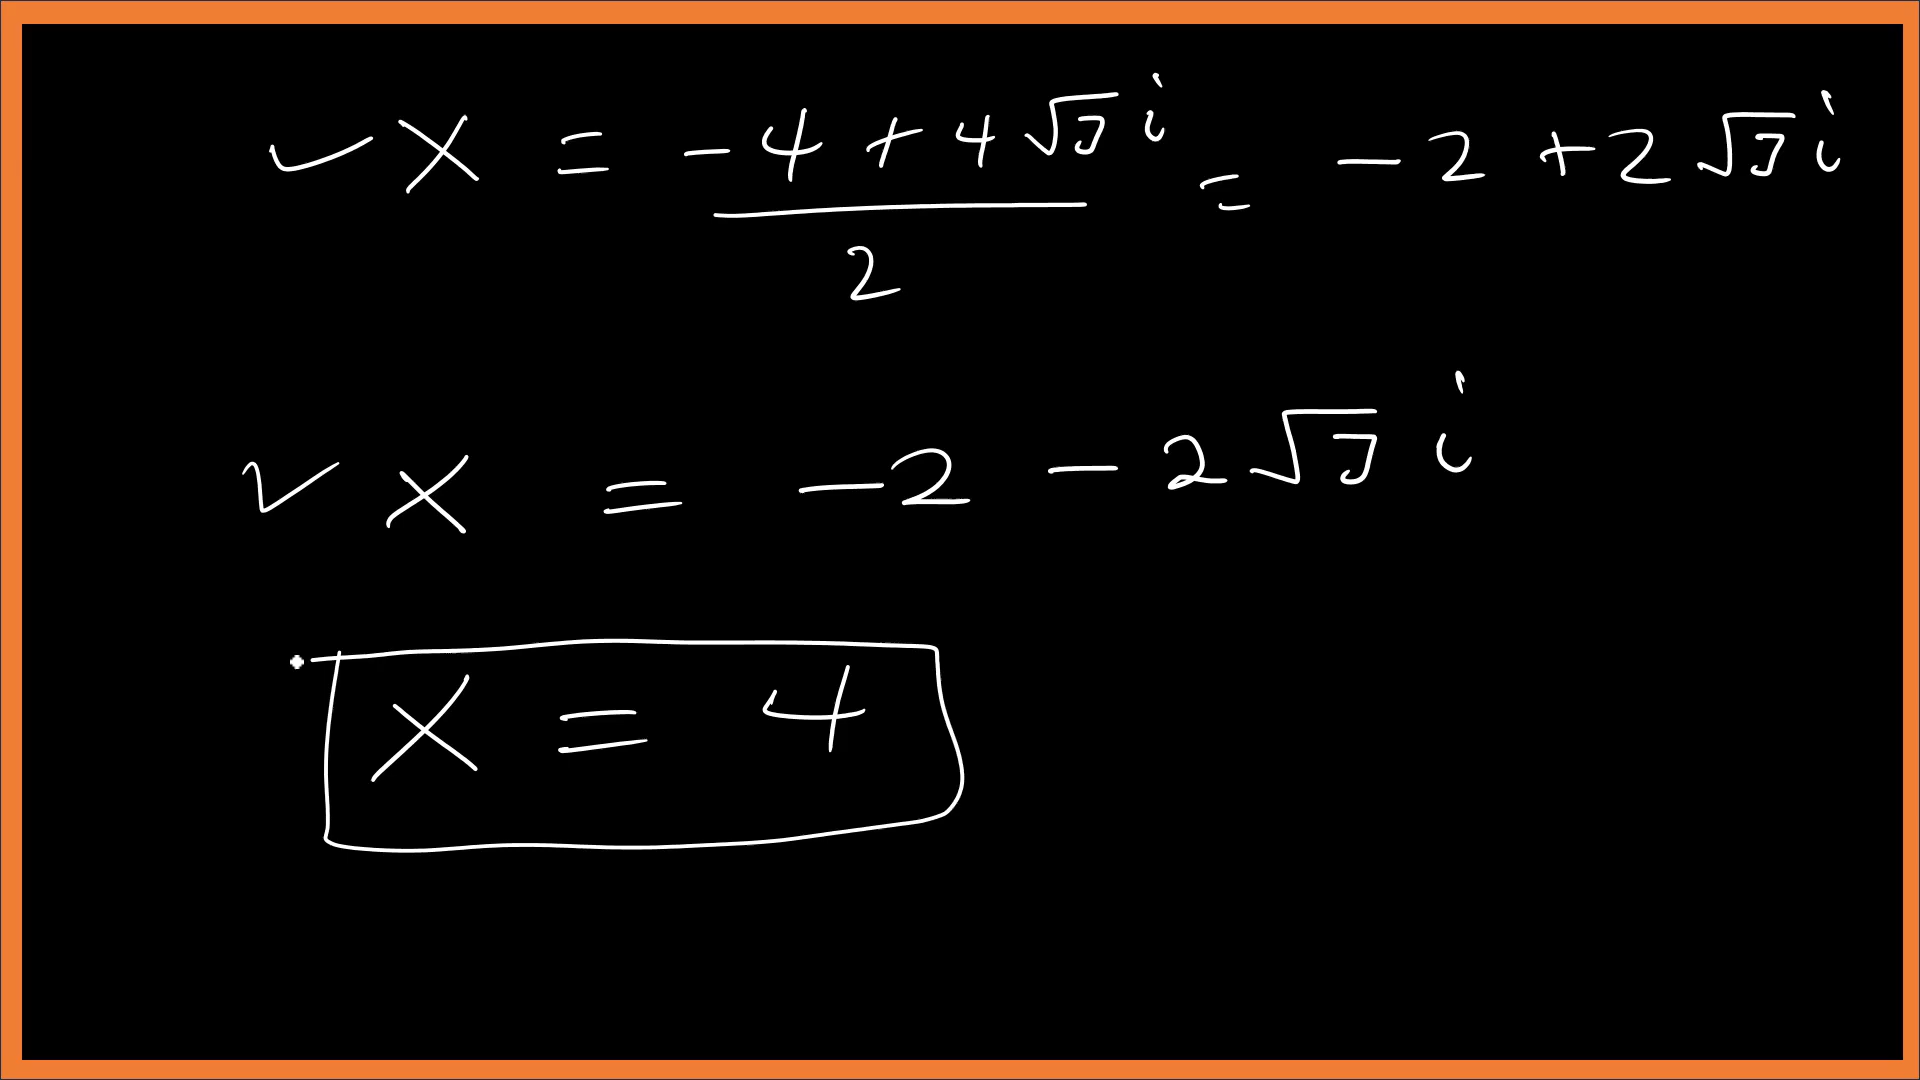 ✓ x = (-4 + 4√3 i)/2 = -2 + 2√3 i
✓ x = -2 - 2√3 i
x = 4